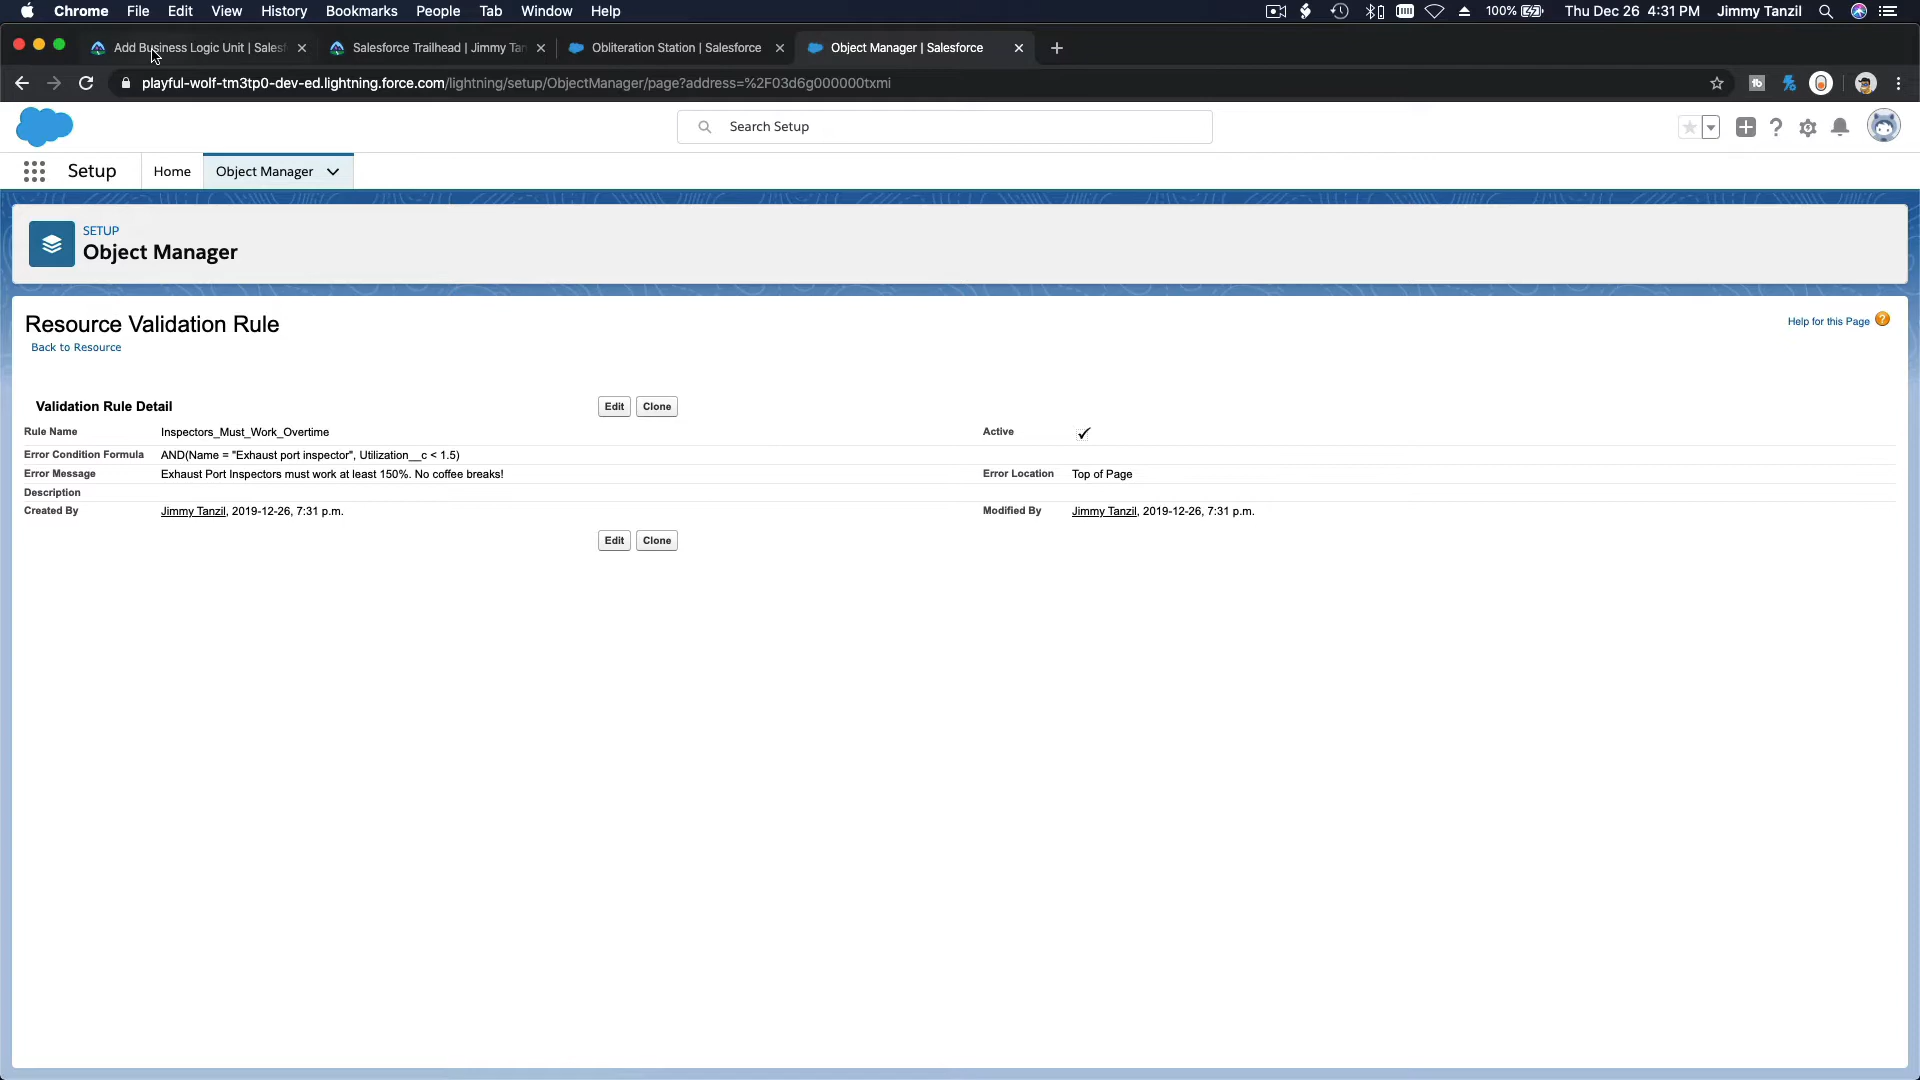 Chrome File Edit View History Bookmarks People Tab Window Help 100% Thu Dec 26 4:31 PM Jimmy Tanzil
Add Business Logic Unit | Salesf Salesforce Trailhead | Jimmy Tan Obliteration Station | Salesforce Object Manager | Salesforce
playful-wolf-tm3tp0-dev-ed.lightning.force.com/lightning/setup/ObjectManager/page?address=%2F03d6g000000txmi
Search Setup
Setup Home Object Manager
SETUP
Object Manager
Resource Validation Rule
Help for this Page
Back to Resource
Validation Rule Detail Edit Clone
Rule Name Inspectors_Must_Work_Overtime Active
Error Condition Formula AND(Name = "Exhaust port inspector", Utilization__c < 1.5)
Error Message Exhaust Port Inspectors must work at least 150%. No coffee breaks! Error Location Top of Page
Description
Created By Jimmy Tanzil, 2019-12-26, 7:31 p.m. Modified By Jimmy Tanzil, 2019-12-26, 7:31 p.m.
Edit Clone